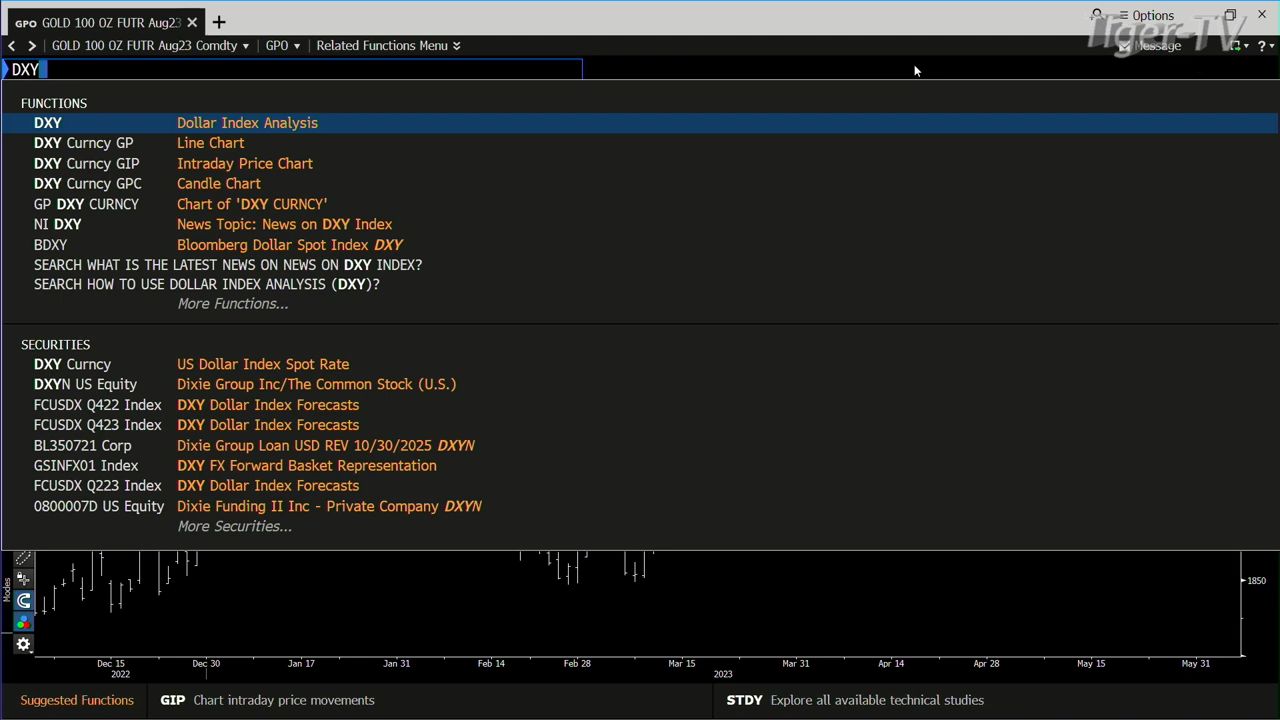 GPO GOLD 100 OZ FUTR Aug23
Options
GOLD 100 OZ FUTR Aug23 Comdty GPO Related Functions Menu
Message
Tiger-TV
DXY
FUNCTIONS
DXY Dollar Index Analysis
DXY Curncy GP Line Chart
DXY Curncy GIP Intraday Price Chart
DXY Curncy GPC Candle Chart
GP DXY CURNCY Chart of 'DXY CURNCY'
NI DXY News Topic: News on DXY Index
BDXY Bloomberg Dollar Spot Index DXY
SEARCH WHAT IS THE LATEST NEWS ON NEWS ON DXY INDEX?
SEARCH HOW TO USE DOLLAR INDEX ANALYSIS (DXY)?
More Functions...
SECURITIES
DXY Curncy US Dollar Index Spot Rate
DXYN US Equity Dixie Group Inc/The Common Stock (U.S.)
FCUSDX Q422 Index DXY Dollar Index Forecasts
FCUSDX Q423 Index DXY Dollar Index Forecasts
BL350721 Corp Dixie Group Loan USD REV 10/30/2025 DXYN
GSINFX01 Index DXY FX Forward Basket Representation
FCUSDX Q223 Index DXY Dollar Index Forecasts
0800007D US Equity Dixie Funding II Inc - Private Company DXYN
More Securities...
Modes
1850
Dec 15 Dec 30 Jan 17 Jan 31 Feb 14 Feb 28 Mar 15 Mar 31 Apr 14 Apr 28 May 15 May 31
2022 2023
Suggested Functions GIP Chart intraday price movements STDY Explore all available technical studies